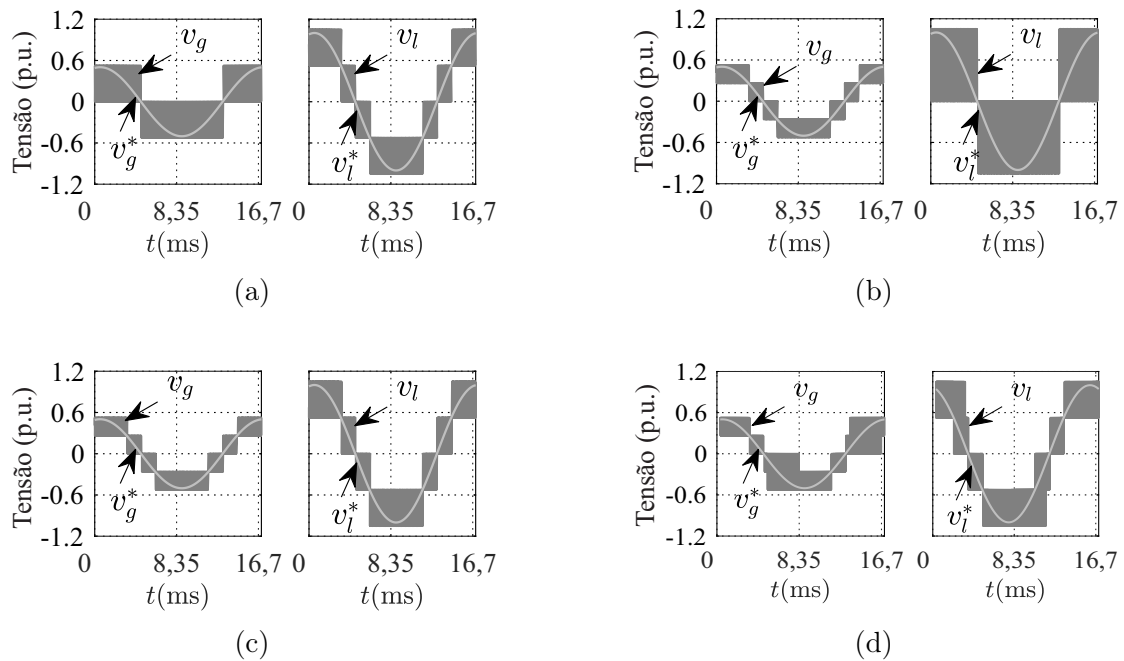 Tensão (p.u.)
1.2
0.6
0
-0.6
-1.2
v_g
v_g^*
v_l
v_l^*
0
8,35
16,7
0
8,35
16,7
t(ms)
t(ms)
(a)
Tensão (p.u.)
1.2
0.6
0
-0.6
-1.2
v_g
v_g^*
v_l
v_l^*
0
8,35
16,7
0
8,35
16,7
t(ms)
t(ms)
(b)
Tensão (p.u.)
1.2
0.6
0
-0.6
-1.2
v_g
v_g^*
v_l
v_l^*
0
8,35
16,7
0
8,35
16,7
t(ms)
t(ms)
(c)
Tensão (p.u.)
1.2
0.6
0
-0.6
-1.2
v_g
v_g^*
v_l
v_l^*
0
8,35
16,7
0
8,35
16,7
t(ms)
t(ms)
(d)